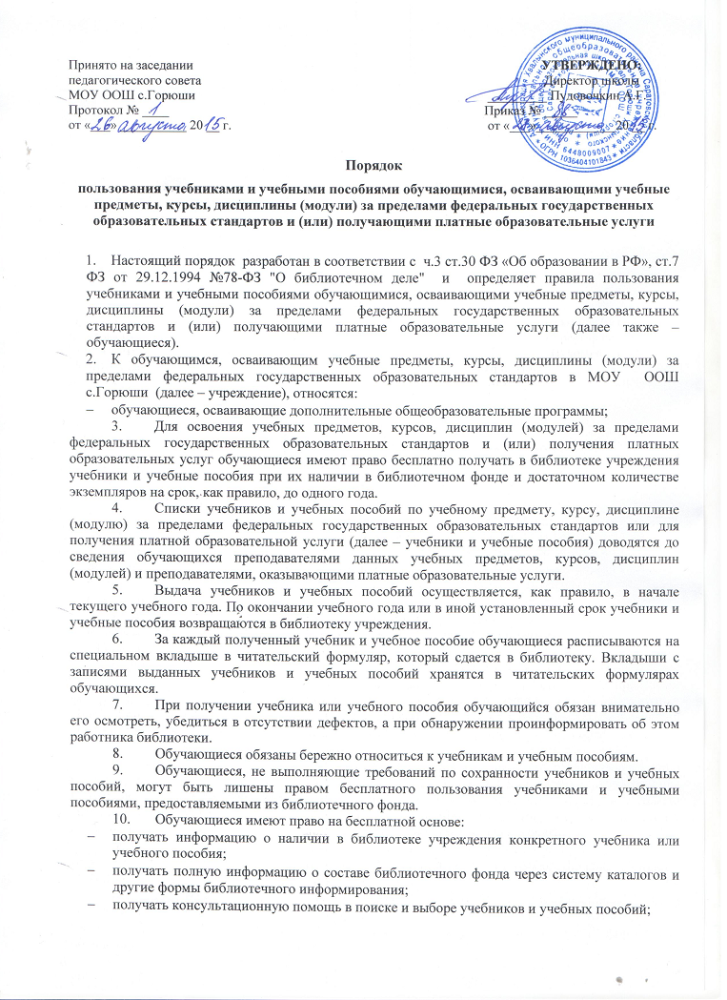 Принято на заседании
педагогического совета
МОУ ООШ с.Горюши
Протокол № 1
от «26» августа 2015 г.
УТВЕРЖДЕНО:
Директор школы
Пудовочкин А.Г.
Приказ № 88
от « августа 2015 г.
ИНН 6448009007
ОГРН 1036404101843
Порядок
пользования учебниками и учебными пособиями обучающимися, осваивающими учебные
предметы, курсы, дисциплины (модули) за пределами федеральных государственных
образовательных стандартов и (или) получающими платные образовательные услуги
1. Настоящий порядок разработан в соответствии с ч.3 ст.30 ФЗ «Об образовании в РФ», ст.7
ФЗ от 29.12.1994 №78-ФЗ "О библиотечном деле" и определяет правила пользования
учебниками и учебными пособиями обучающимися, осваивающими учебные предметы, курсы,
дисциплины (модули) за пределами федеральных государственных образовательных
стандартов и (или) получающими платные образовательные услуги (далее также –
обучающиеся).
2. К обучающимся, осваивающим учебные предметы, курсы, дисциплины (модули) за
пределами федеральных государственных образовательных стандартов в МОУ ООШ
с.Горюши (далее – учреждение), относятся:
– обучающиеся, осваивающие дополнительные общеобразовательные программы;
3. Для освоения учебных предметов, курсов, дисциплин (модулей) за пределами
федеральных государственных образовательных стандартов и (или) получения платных
образовательных услуг обучающиеся имеют право бесплатно получать в библиотеке учреждения
учебники и учебные пособия при их наличии в библиотечном фонде и достаточном количестве
экземпляров на срок, как правило, до одного года.
4. Списки учебников и учебных пособий по учебному предмету, курсу, дисциплине
(модулю) за пределами федеральных государственных образовательных стандартов или для
получения платной образовательной услуги (далее – учебники и учебные пособия) доводятся до
сведения обучающихся преподавателями данных учебных предметов, курсов, дисциплин
(модулей) и преподавателями, оказывающими платные образовательные услуги.
5. Выдача учебников и учебных пособий осуществляется, как правило, в начале
текущего учебного года. По окончании учебного года или в иной установленный срок учебники и
учебные пособия возвращаются в библиотеку учреждения.
6. За каждый полученный учебник и учебное пособие обучающиеся расписываются на
специальном вкладыше в читательский формуляр, который сдается в библиотеку. Вкладыши с
записями выданных учебников и учебных пособий хранятся в читательских формулярах
обучающихся.
7. При получении учебника или учебного пособия обучающийся обязан внимательно
его осмотреть, убедиться в отсутствии дефектов, а при обнаружении проинформировать об этом
работника библиотеки.
8. Обучающиеся обязаны бережно относиться к учебникам и учебным пособиям.
9. Обучающиеся, не выполняющие требований по сохранности учебников и учебных
пособий, могут быть лишены правом бесплатного пользования учебниками и учебными
пособиями, предоставляемыми из библиотечного фонда.
10. Обучающиеся имеют право на бесплатной основе:
– получать информацию о наличии в библиотеке учреждения конкретного учебника или
учебного пособия;
– получать полную информацию о составе библиотечного фонда через систему каталогов и
другие формы библиотечного информирования;
– получать консультационную помощь в поиске и выборе учебников и учебных пособий;